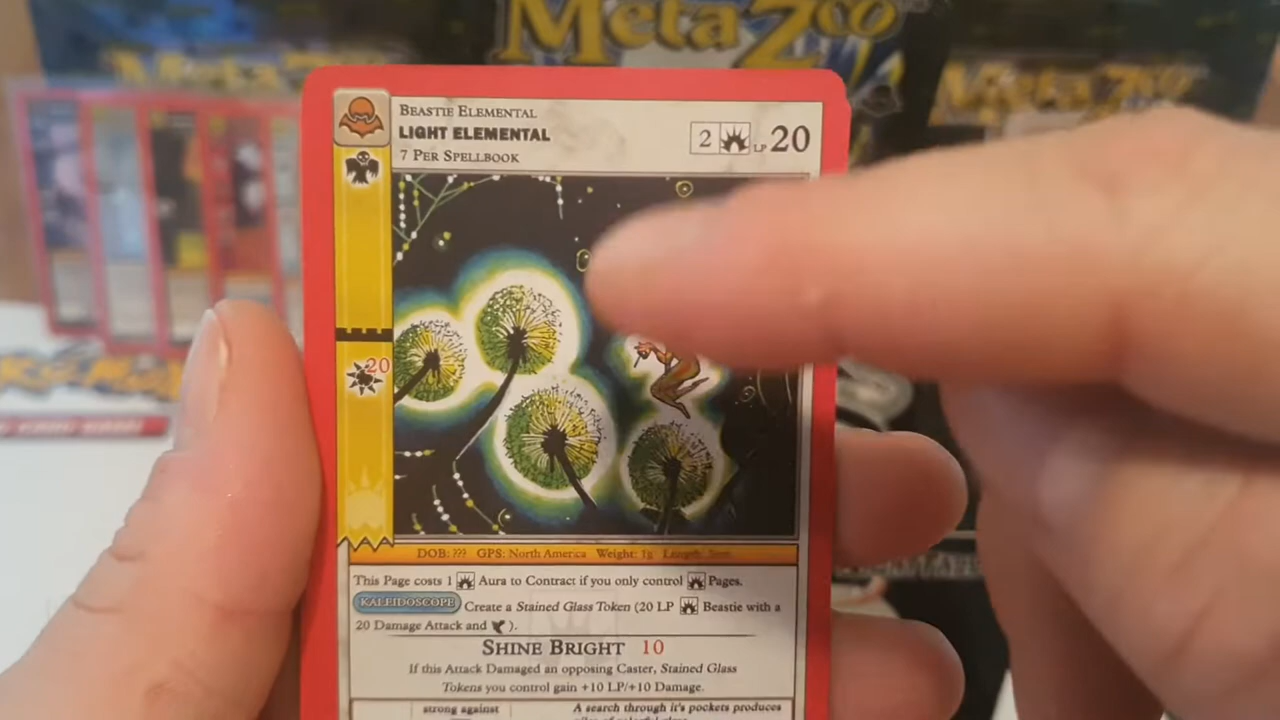 MetaZoo
BEASTIE ELEMENTAL
LIGHT ELEMENTAL
7 PER SPELLBOOK
2 LP 20
20
DOB: ??? GPS: North America Weight: 1g Length:
This Page costs 1 Aura to Contract if you only control Pages.
KALEIDOSCOPE Create a Stained Glass Token (20 LP Beastie with a
20 Damage Attack and ).
SHINE BRIGHT 10
If this Attack Damaged an opposing Caster, Stained Glass
Tokens you control gain +10 LP/+10 Damage.
strong against
A search through it's pockets produces